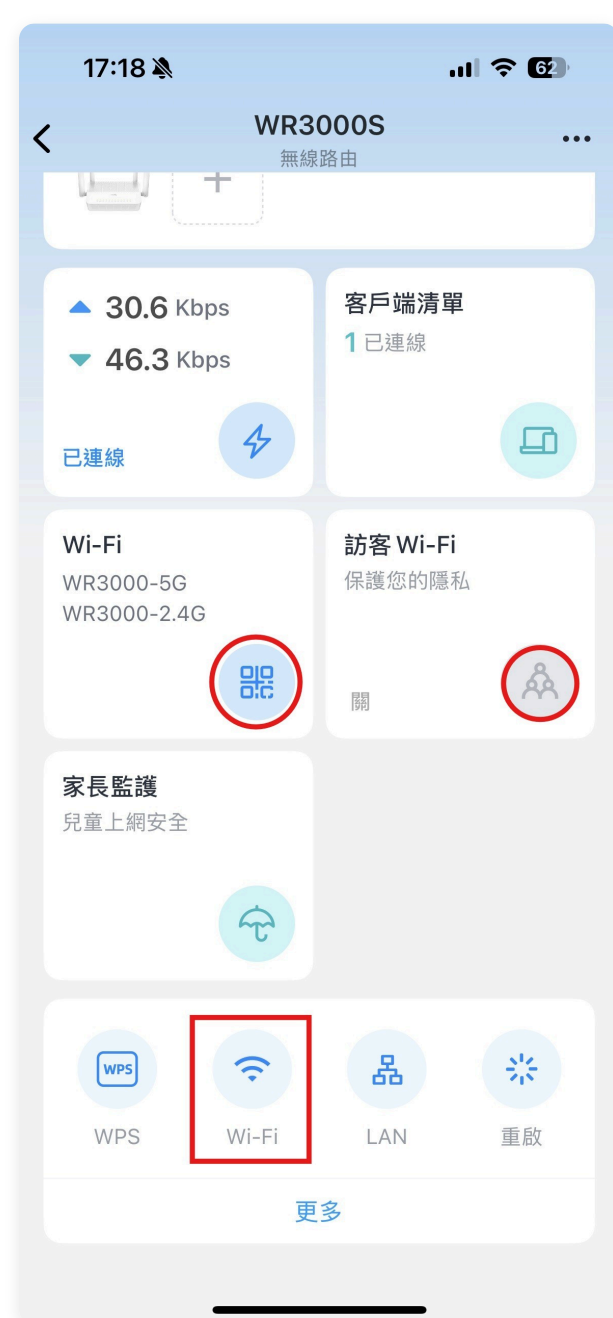 17:18
62
WR3000S
無線路由
30.6 Kbps
46.3 Kbps
已連線
客戶端清單
1 已連線
Wi-Fi
WR3000-5G
WR3000-2.4G
訪客 Wi-Fi
保護您的隱私
關
家長監護
兒童上網安全
WPS
WPS
Wi-Fi
LAN
重啟
更多